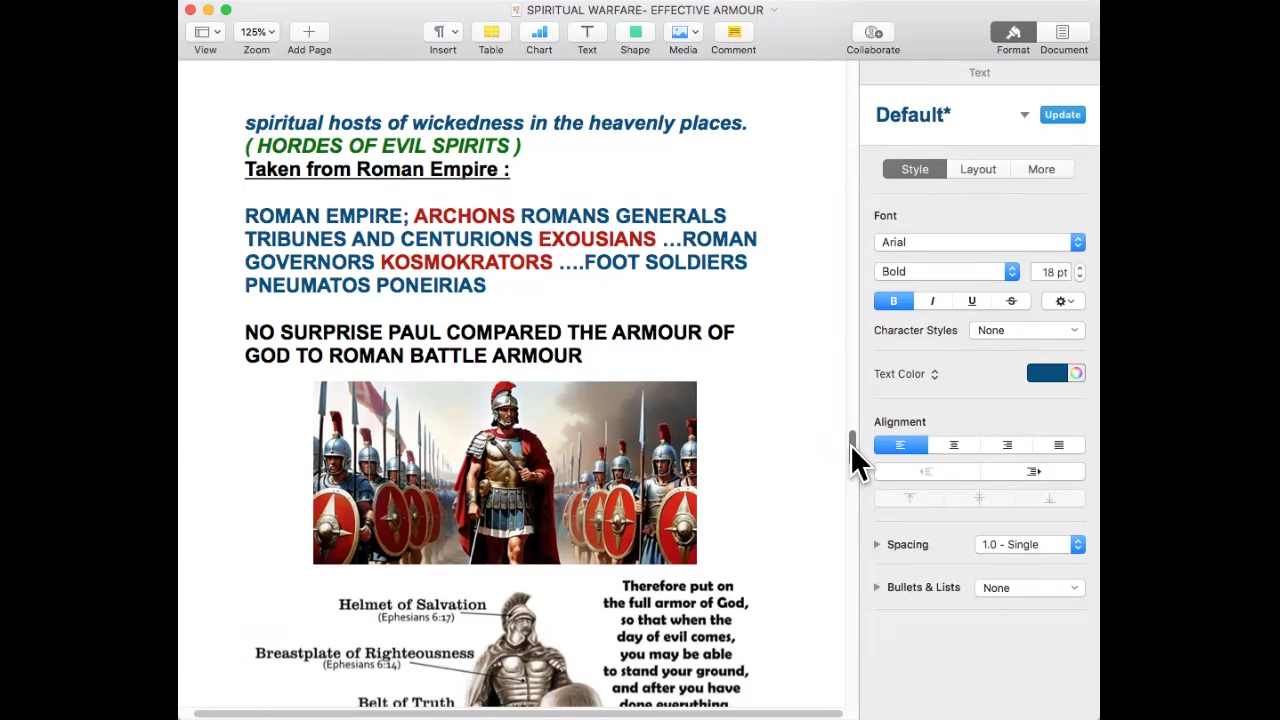 SPIRITUAL WARFARE- EFFECTIVE ARMOUR
125%
View
Zoom
Add Page
Insert
Table
Chart
Text
Shape
Media
Comment
Collaborate
Format
Document
spiritual hosts of wickedness in the heavenly places.
( HORDES OF EVIL SPIRITS )
Taken from Roman Empire :
ROMAN EMPIRE; ARCHONS ROMANS GENERALS
TRIBUNES AND CENTURIONS EXOUSIANS …ROMAN
GOVERNORS KOSMOKRATORS ….FOOT SOLDIERS
PNEUMATOS PONEIRIAS
NO SURPRISE PAUL COMPARED THE ARMOUR OF
GOD TO ROMAN BATTLE ARMOUR
Helmet of Salvation
(Ephesians 6:17)
Breastplate of Righteousness
(Ephesians 6:14)
Belt of Truth
Therefore put on
the full armor of God,
so that when the
day of evil comes,
you may be able
to stand your ground,
and after you have
done everything,
Text
Default*
Update
Style
Layout
More
Font
Arial
Bold
18 pt
B I U S
Character Styles
None
Text Color
Alignment
Spacing
1.0 - Single
Bullets & Lists
None